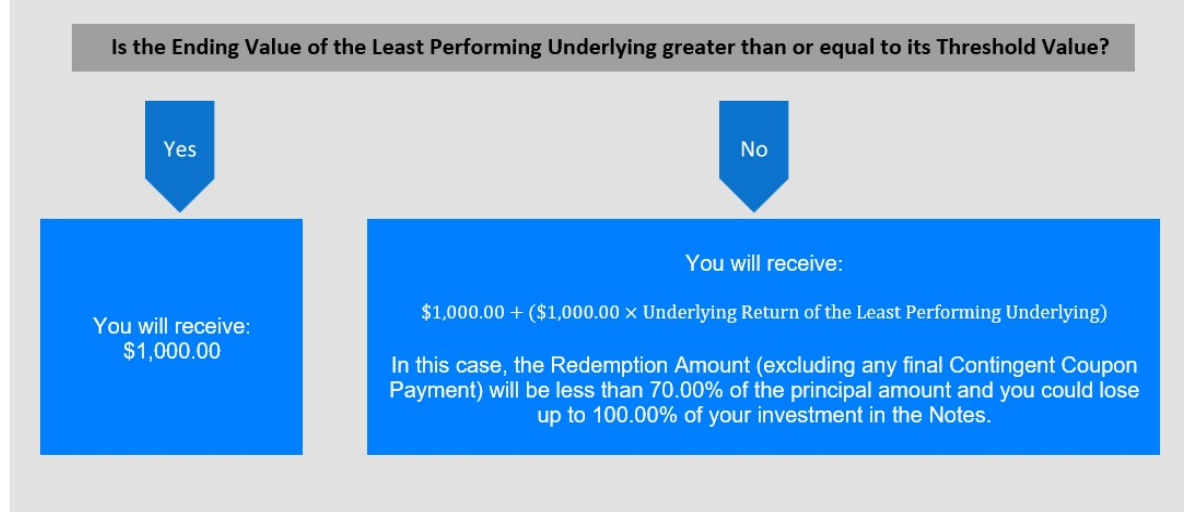 Is the Ending Value of the Least Performing Underlying greater than or equal to its Threshold Value?
Yes
No
You will receive:
$1,000.00
You will receive:
$1,000.00 + ($1,000.00 × Underlying Return of the Least Performing Underlying)
In this case, the Redemption Amount (excluding any final Contingent Coupon
Payment) will be less than 70.00% of the principal amount and you could lose
up to 100.00% of your investment in the Notes.